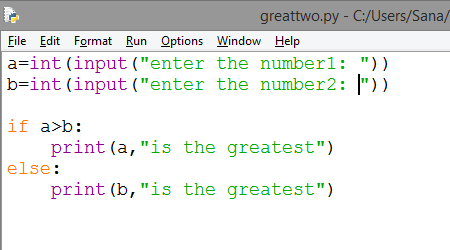 greattwo.py - C:/Users/Sana/
File Edit Format Run Options Window Help
a=int(input("enter the number1: "))
b=int(input("enter the number2: "))
if a>b:
    print(a,"is the greatest")
else:
    print(b,"is the greatest")